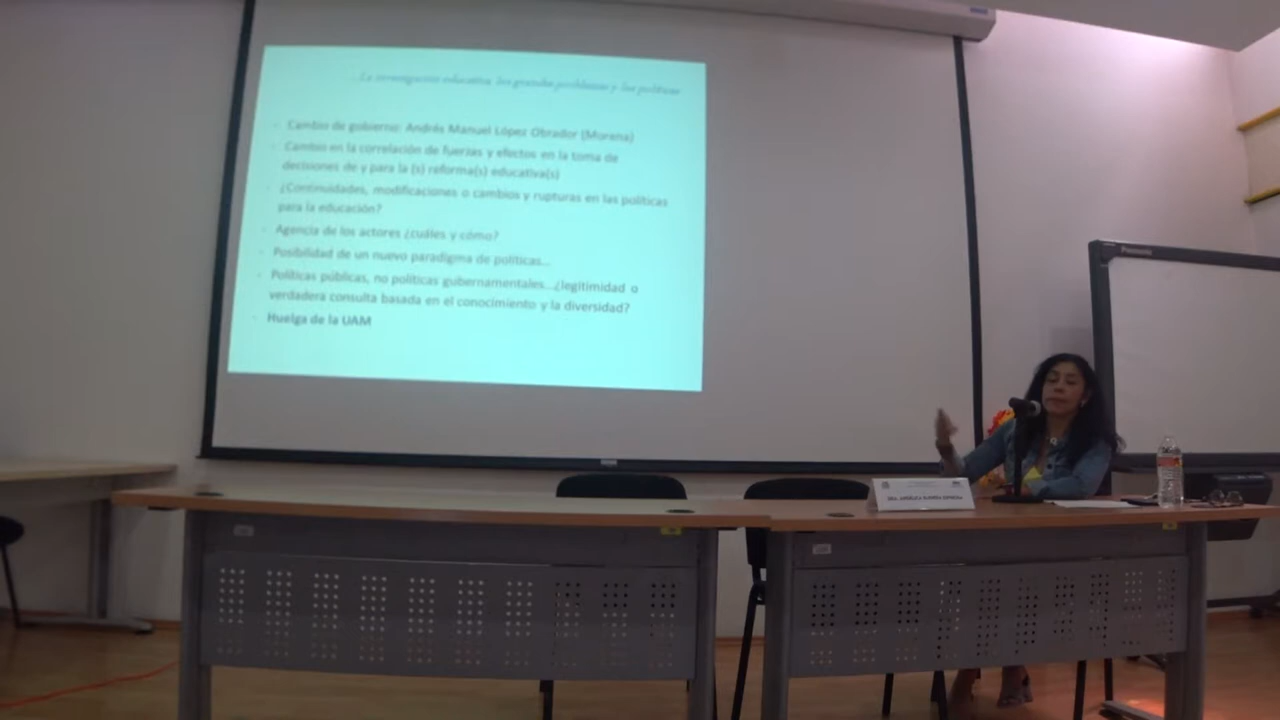 ...La investigación educativa: los grandes problemas y las políticas
- Cambio de gobierno: Andrés Manuel López Obrador (Morena)
- Cambio en la correlación de fuerzas y efectos en la toma de
decisiones de y para la (s) reforma(s) educativa(s)
- ¿Continuidades, modificaciones o cambios y rupturas en las políticas
para la educación?
- Agencia de los actores ¿cuáles y cómo?
- Posibilidad de un nuevo paradigma de políticas...
- Políticas públicas, no políticas gubernamentales...¿legitimidad o
verdadera consulta basada en el conocimiento y la diversidad?
- Huelga de la UAM
Panasonic